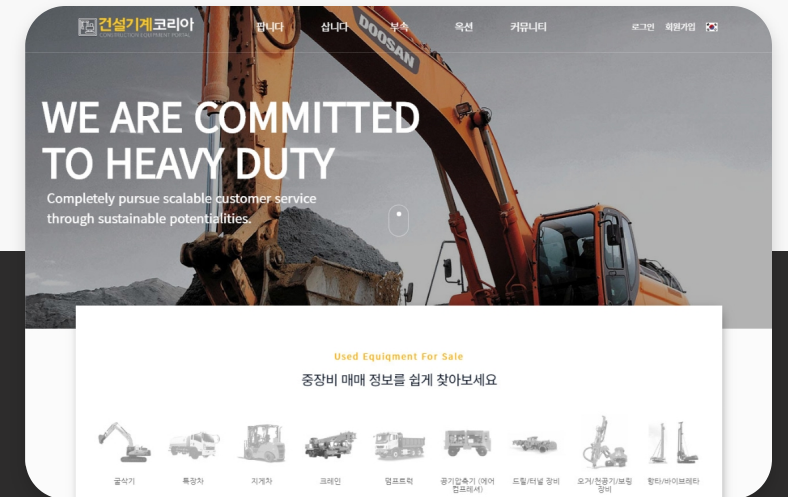 건설기계코리아
CONSTRUCTION EQUIPMENT PORTAL
팝니다 삽니다 부속 옥션 커뮤니티
로그인 회원가입
DOOSAN
WE ARE COMMITTED
TO HEAVY DUTY
Completely pursue scalable customer service
through sustainable potentialities.
Used Equiqment For Sale
중장비 매매 정보를 쉽게 찾아보세요
굴삭기 특장차 지게차 크레인 덤프트럭 공기압축기 (에어 컴프레셔) 드릴/터널 장비 오거/천공기/보링 장비 항타/바이브레타